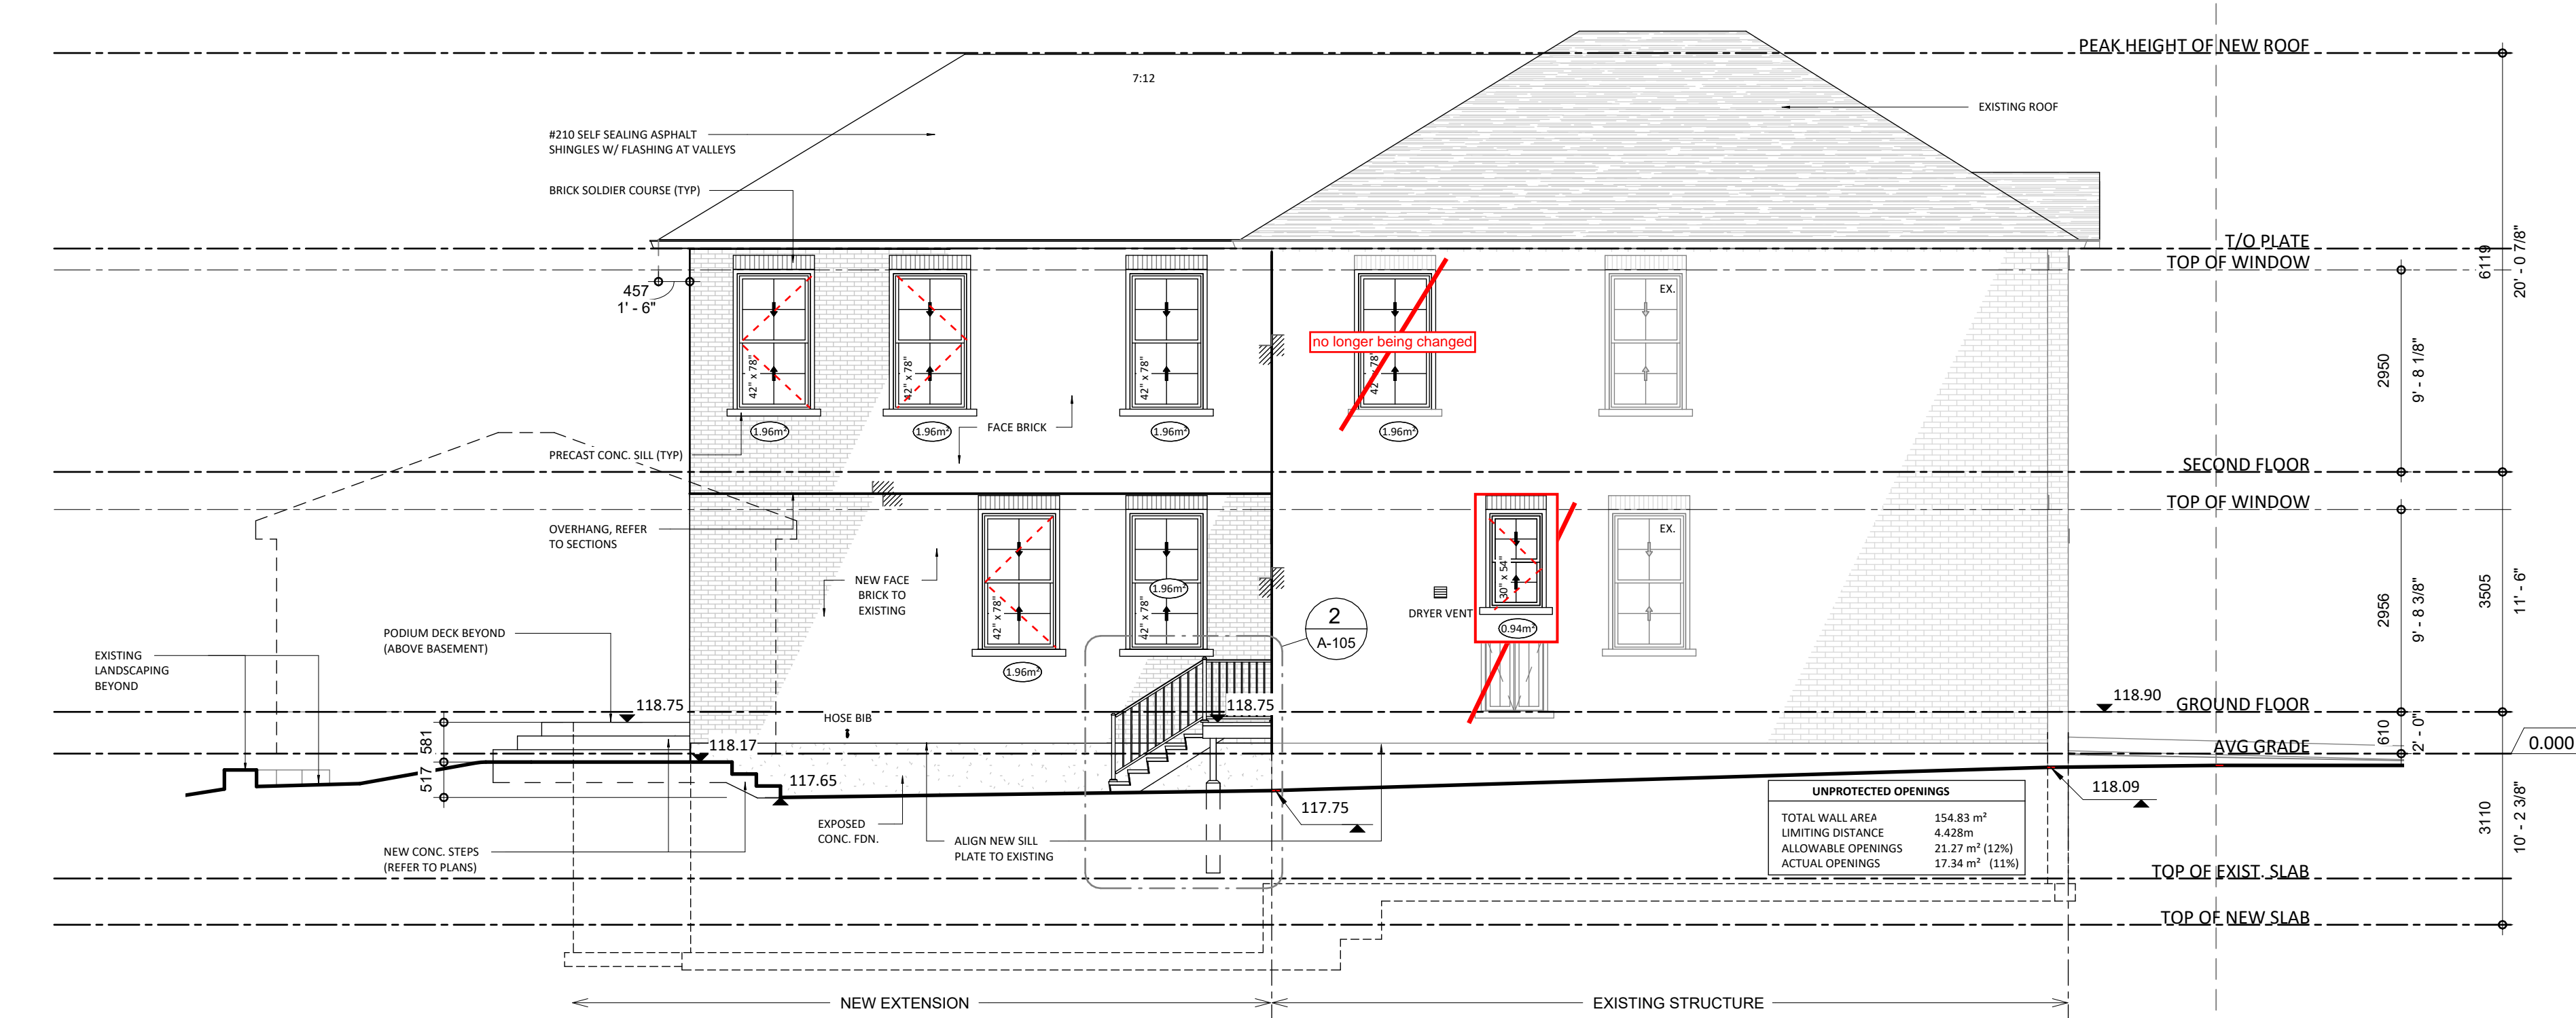 PEAK HEIGHT OF NEW ROOF
7:12
EXISTING ROOF
#210 SELF SEALING ASPHALT
SHINGLES W/ FLASHING AT VALLEYS
BRICK SOLDIER COURSE (TYP)
T/O PLATE
TOP OF WINDOW
6119
20' - 0 7/8"
457
1' - 6"
EX.
no longer being changed
42" x 78"
42" x 78"
42" x 78"
42" x 78"
2950
9' - 8 1/8"
1.96m²
1.96m²
1.96m²
1.96m²
FACE BRICK
PRECAST CONC. SILL (TYP)
SECOND FLOOR
TOP OF WINDOW
OVERHANG, REFER
TO SECTIONS
EX.
NEW FACE
BRICK TO
EXISTING
1.96m²
42" x 78"
42" x 78"
30" x 54"
DRYER VENT
0.94m²
2956
9' - 8 3/8"
3505
11' - 6"
2
A-105
PODIUM DECK BEYOND
(ABOVE BASEMENT)
EXISTING
LANDSCAPING
BEYOND
1.96m²
118.75
118.75
118.90
GROUND FLOOR
HOSE BIB
581
517
118.17
610
2' - 0"
AVG GRADE
0.000
117.65
117.75
118.09
UNPROTECTED OPENINGS
TOTAL WALL AREA 154.83 m²
LIMITING DISTANCE 4.428m
ALLOWABLE OPENINGS 21.27 m² (12%)
ACTUAL OPENINGS 17.34 m² (11%)
EXPOSED
CONC. FDN.
ALIGN NEW SILL
PLATE TO EXISTING
NEW CONC. STEPS
(REFER TO PLANS)
3110
10' - 2 3/8"
TOP OF EXIST. SLAB
TOP OF NEW SLAB
NEW EXTENSION
EXISTING STRUCTURE